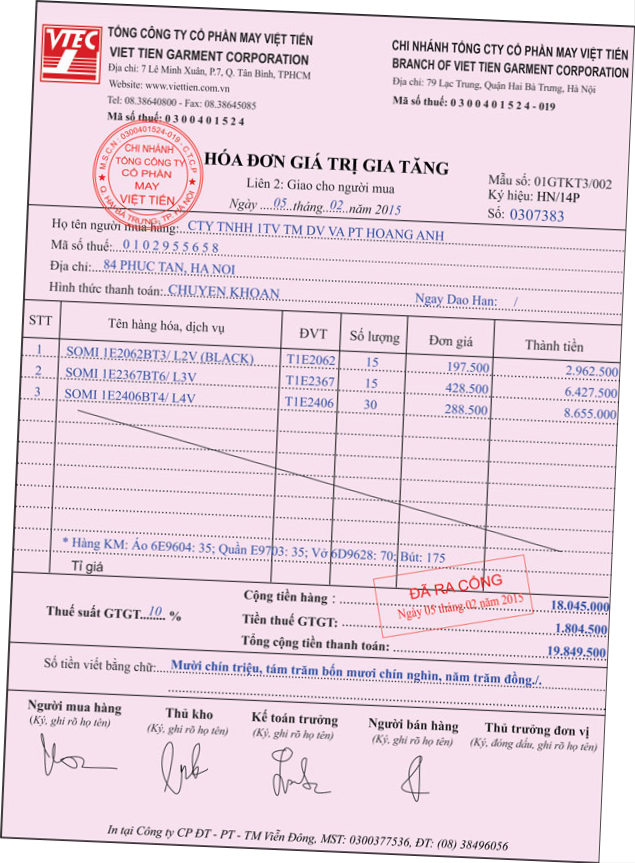 VTEC
TỔNG CÔNG TY CỔ PHẦN MAY VIỆT TIẾN
VIET TIEN GARMENT CORPORATION
Địa chỉ: 7 Lê Minh Xuân, P.7, Q. Tân Bình, TPHCM
Website: www.viettien.com.vn
Tel: 08.38640800 - Fax: 08.38645085
Mã số thuế: 0 3 0 0 4 0 1 5 2 4
CHI NHÁNH TỔNG CTY CỔ PHẦN MAY VIỆT TIẾN
BRANCH OF VIET TIEN GARMENT CORPORATION
Địa chỉ: 79 Lạc Trung, Quận Hai Bà Trưng, Hà Nội
Mã số thuế: 0 3 0 0 4 0 1 5 2 4 - 019
M.S.C.N - 0300401524-019 - C.T.C.P
CHI NHÁNH
TỔNG CÔNG TY
CỔ PHẦN
MAY
VIỆT TIẾN
Q. HAI BÀ TRƯNG, TP. HÀ NỘI
HÓA ĐƠN GIÁ TRỊ GIA TĂNG
Liên 2: Giao cho người mua
Ngày 05 tháng 02 năm 2015
Mẫu số: 01GTKT3/002
Ký hiệu: HN/14P
Số: 0307383
Họ tên người mua hàng: CTY TNHH 1TV TM DV VA PT HOANG ANH
Mã số thuế: 0 1 0 2 9 5 5 6 5 8
Địa chỉ: 84 PHUC TAN, HA NOI
Hình thức thanh toán: CHUYEN KHOAN Ngay Dao Han: /
STT Tên hàng hóa, dịch vụ ĐVT Số lượng Đơn giá Thành tiền
1 SOMI 1E2062BT3/ L2V (BLACK) T1E2062 15 197.500 2.962.500
2 SOMI 1E2367BT6/ L3V T1E2367 15 428.500 6.427.500
3 SOMI 1E2406BT4/ L4V T1E2406 30 288.500 8.655.000
* Hàng KM: Áo 6E9604: 35; Quần E9703: 35; Vở 6D9628: 70; Bút: 175
Tỉ giá
ĐÃ RA CỔNG
Ngày 05 tháng 02 năm 2015
Cộng tiền hàng : 18.045.000
Thuế suất GTGT 10 % Tiền thuế GTGT: 1.804.500
Tổng cộng tiền thanh toán: 19.849.500
Số tiền viết bằng chữ: Mười chín triệu, tám trăm bốn mươi chín nghìn, năm trăm đồng./.
Người mua hàng Thủ kho Kế toán trưởng Người bán hàng Thủ trưởng đơn vị
(Ký, ghi rõ họ tên) (Ký, ghi rõ họ tên) (Ký, ghi rõ họ tên) (Ký, ghi rõ họ tên) (Ký, đóng dấu, ghi rõ họ tên)
In tại Công ty CP ĐT - PT - TM Viễn Đông, MST: 0300377536, ĐT: (08) 38496056